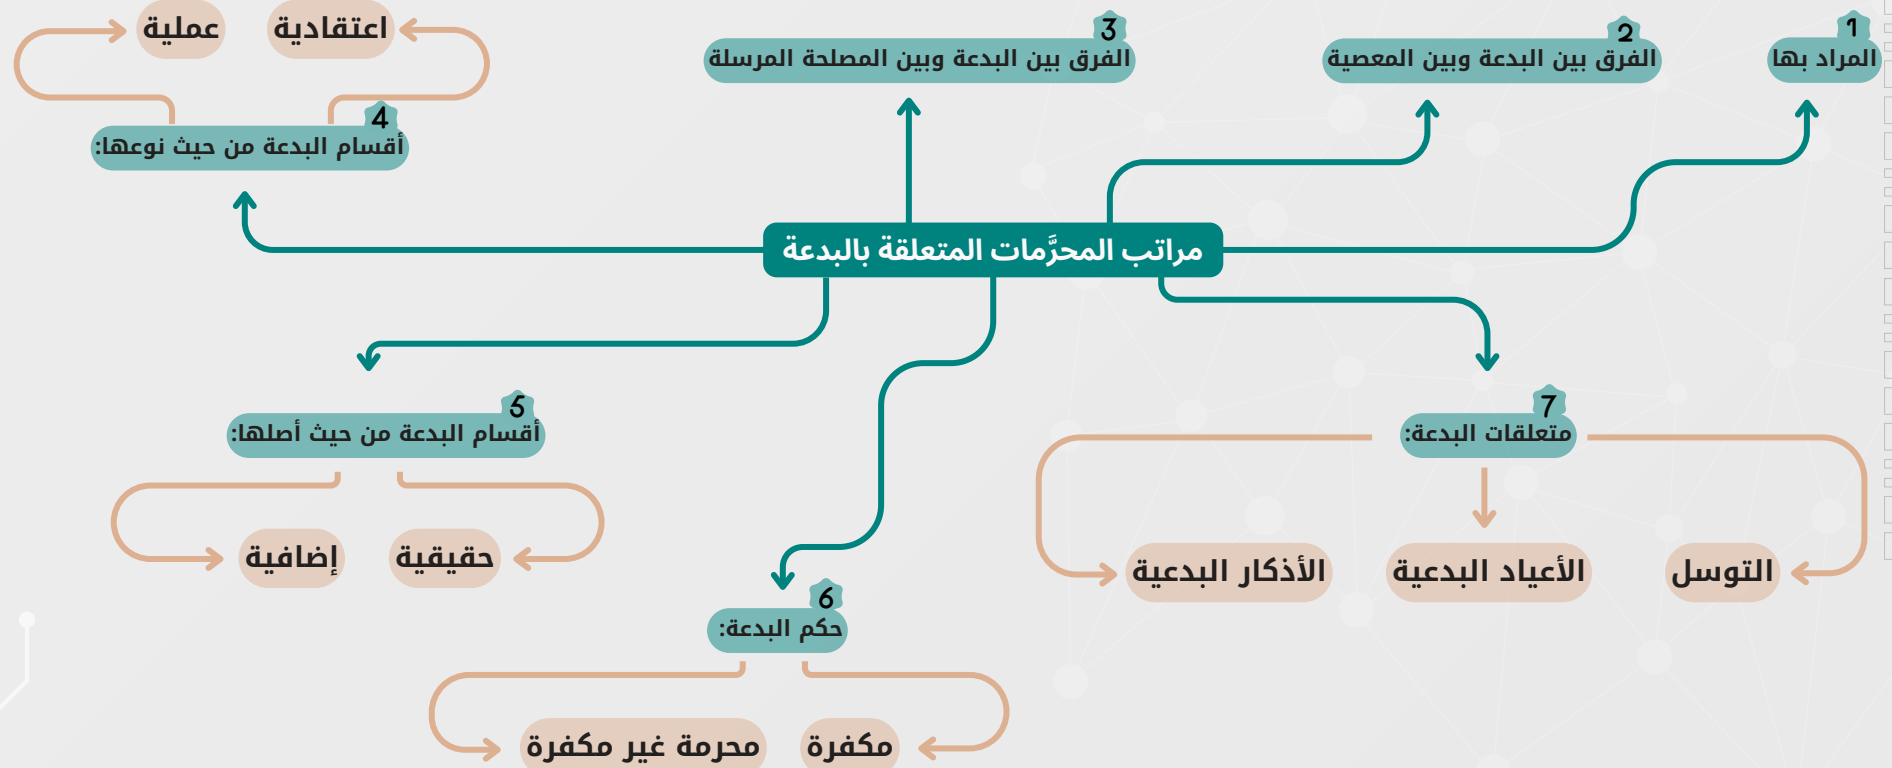 مراتب المحرَّمات المتعلقة بالبدعة
1
المراد بها
2
الفرق بين البدعة وبين المعصية
3
الفرق بين البدعة وبين المصلحة المرسلة
4
أقسام البدعة من حيث نوعها:
اعتقادية
عملية
5
أقسام البدعة من حيث أصلها:
حقيقية
إضافية
6
حكم البدعة:
مكفرة
محرمة غير مكفرة
7
متعلقات البدعة:
التوسل
الأعياد البدعية
الأذكار البدعية